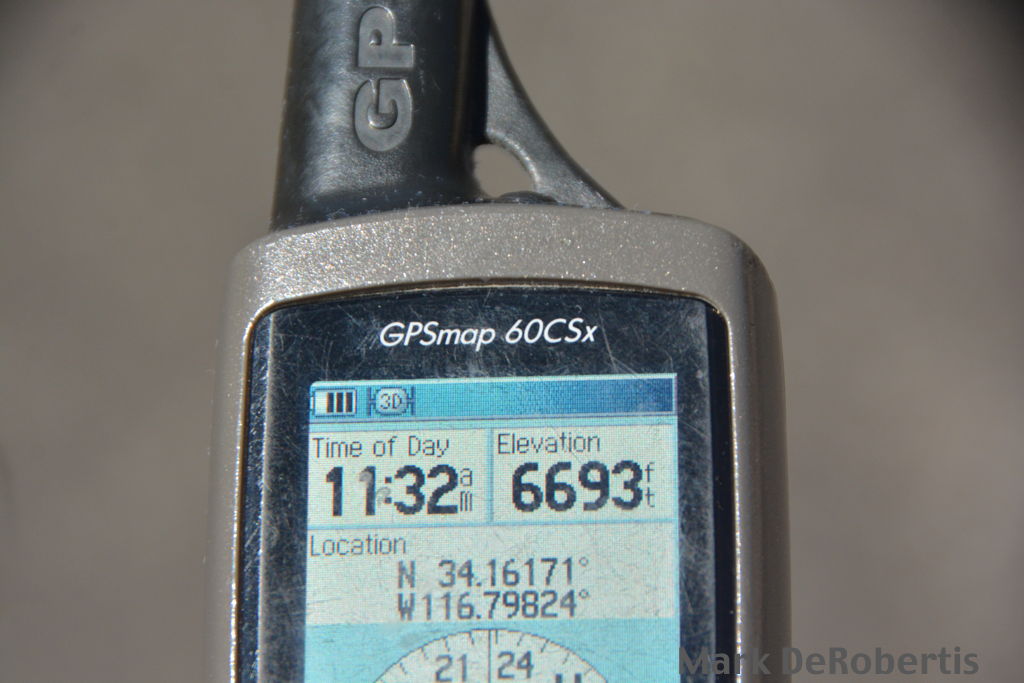 GP
GPSmap 60CSx
3D
Time of Day
11:32 am
Elevation
6693 ft
Location
N 34.16171°
W116.79824°
21 24
Mark DeRobertis